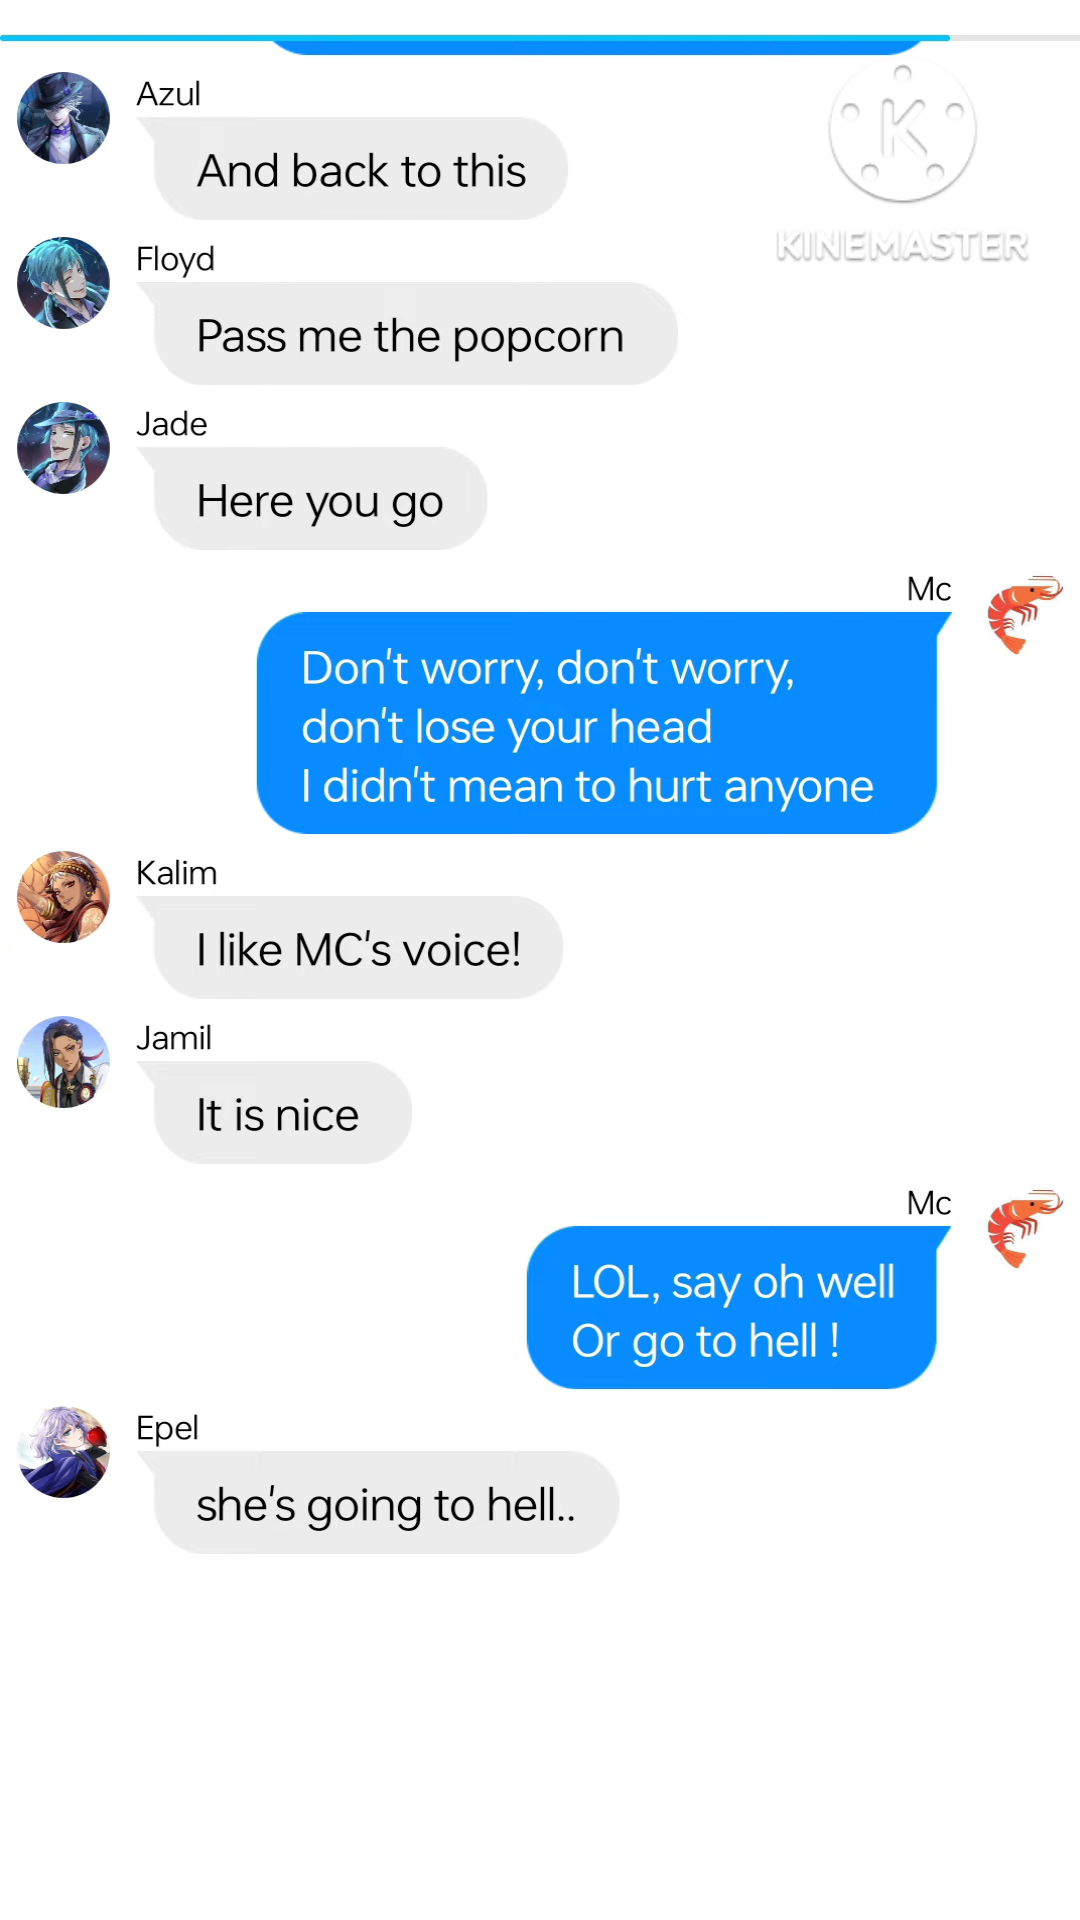 Azul
And back to this
K
KINEMASTER
Floyd
Pass me the popcorn
Jade
Here you go
Mc
Don't worry, don't worry,
don't lose your head
I didn't mean to hurt anyone
Kalim
I like MC's voice!
Jamil
It is nice
Mc
LOL, say oh well
Or go to hell !
Epel
she's going to hell..